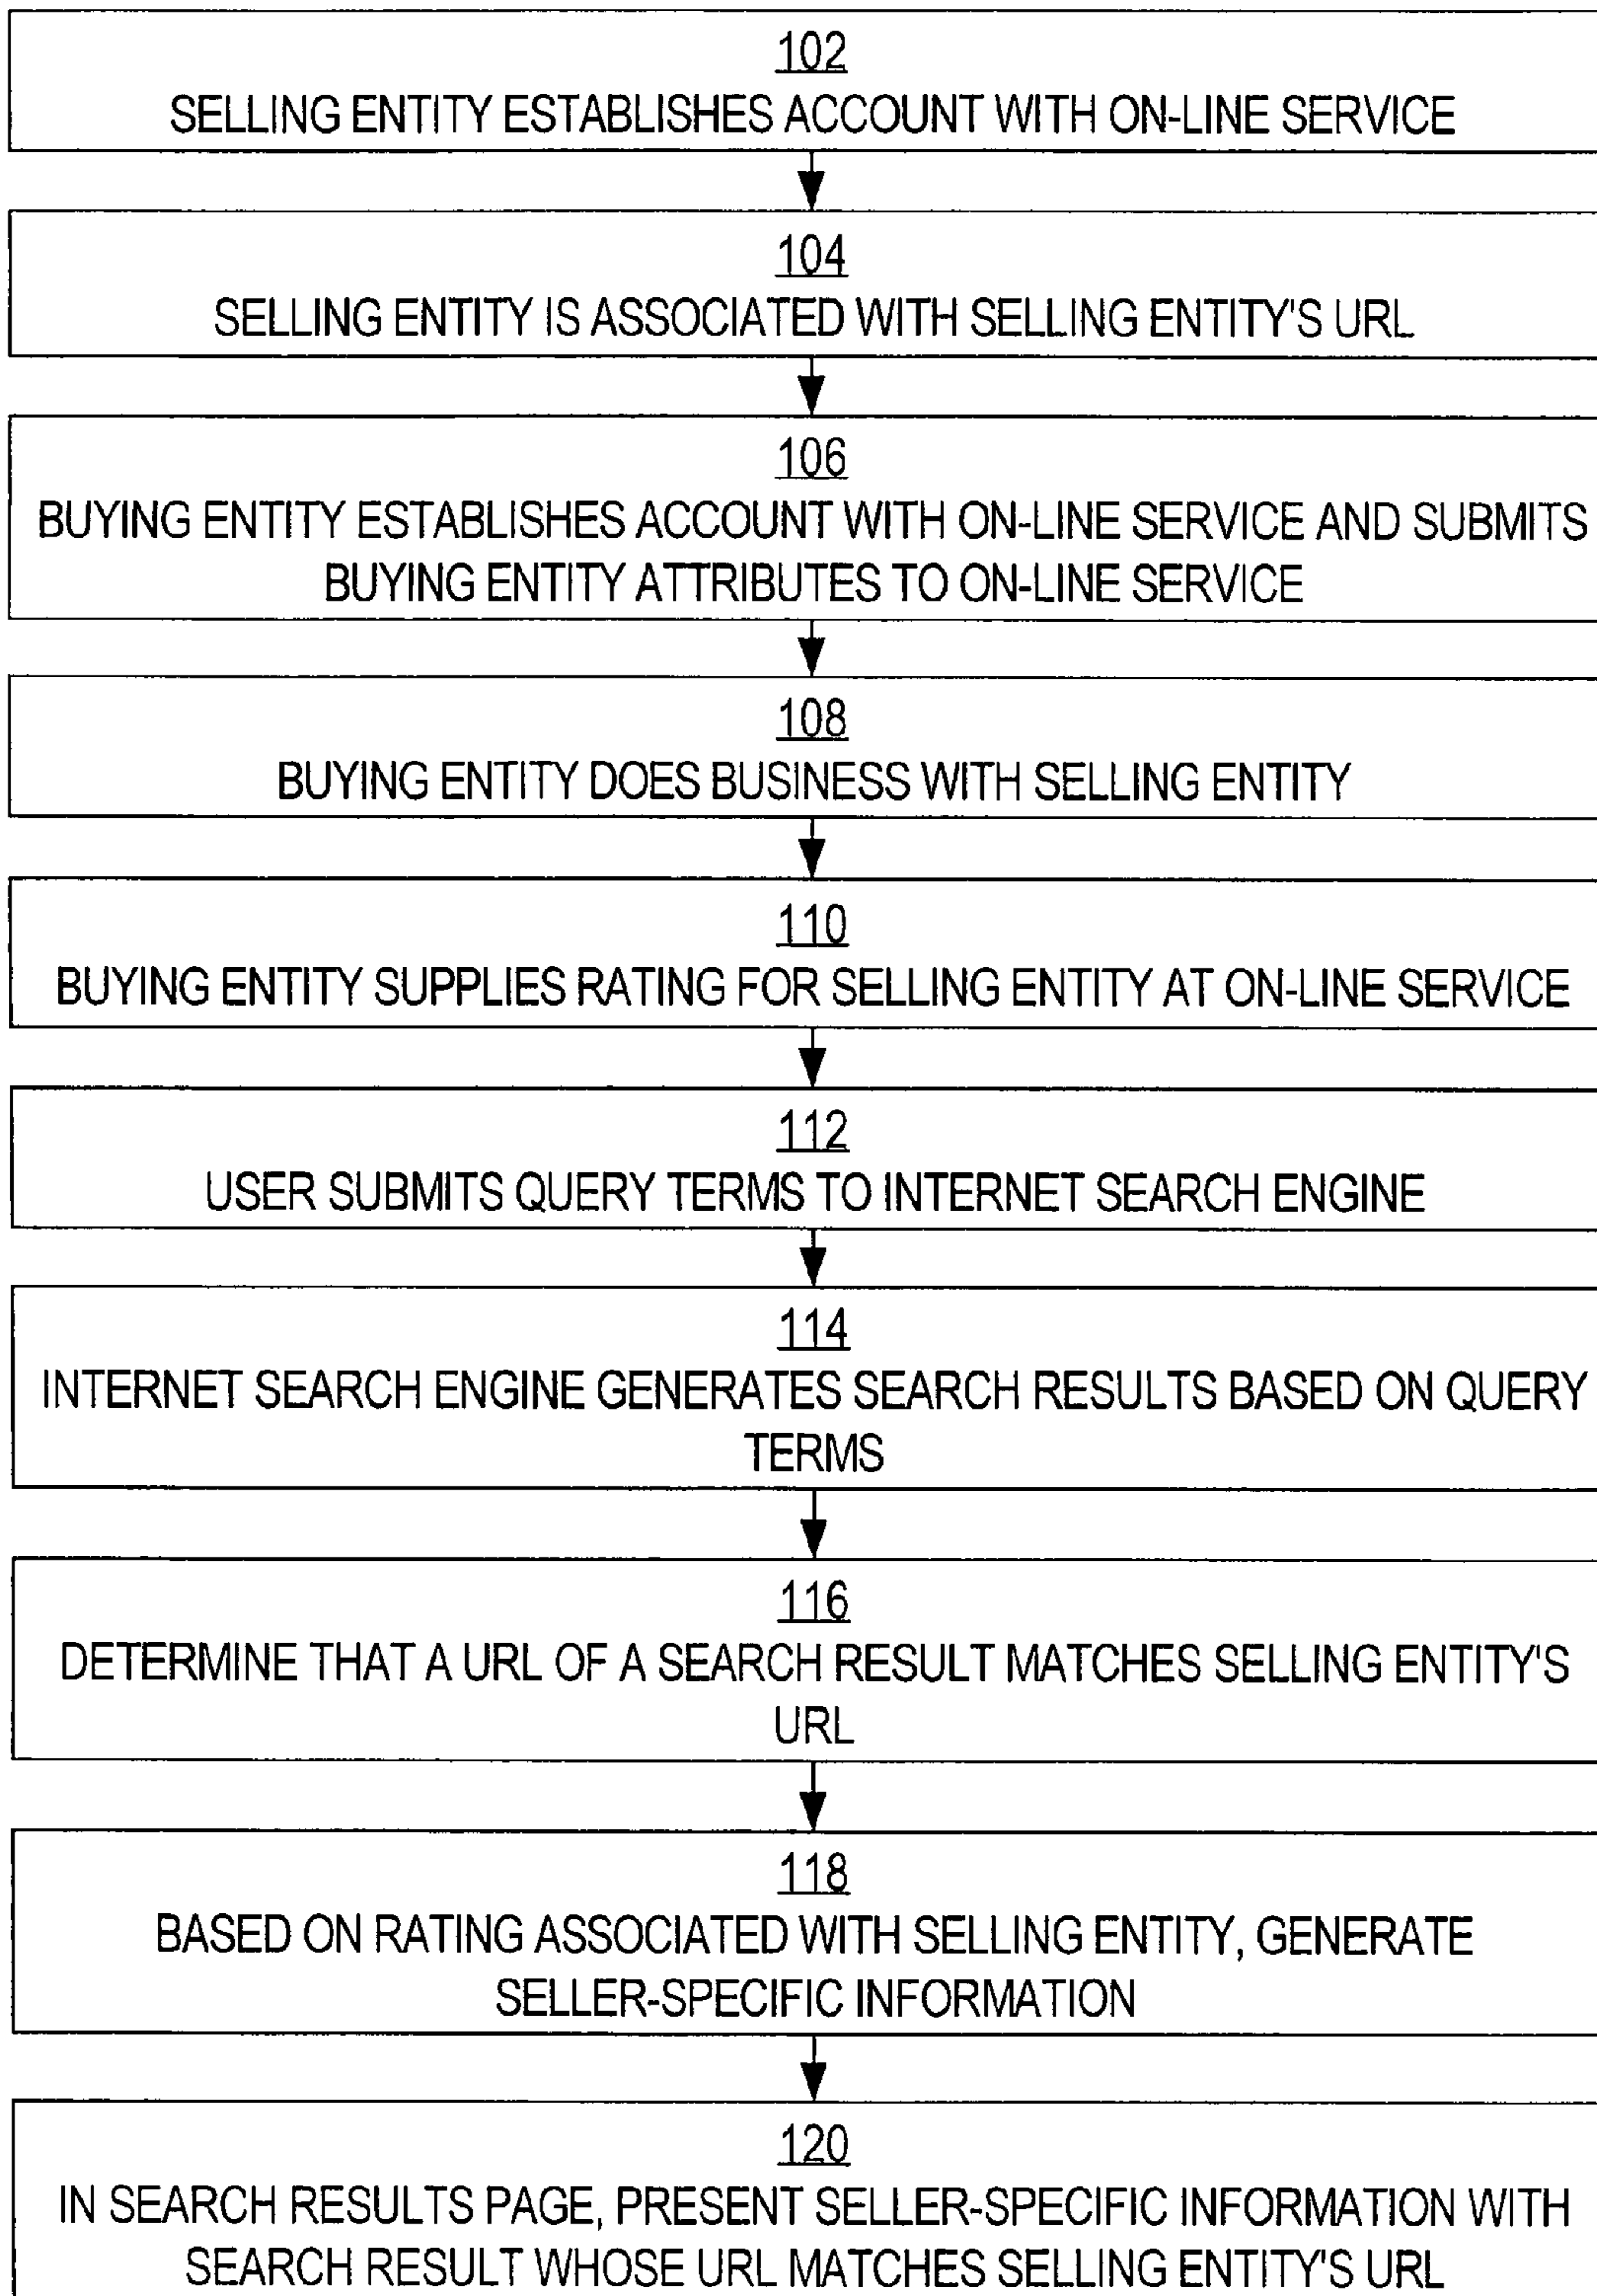 102
SELLING ENTITY ESTABLISHES ACCOUNT WITH ON-LINE SERVICE
104
SELLING ENTITY IS ASSOCIATED WITH SELLING ENTITY'S URL
106
BUYING ENTITY ESTABLISHES ACCOUNT WITH ON-LINE SERVICE AND SUBMITS
BUYING ENTITY ATTRIBUTES TO ON-LINE SERVICE
108
BUYING ENTITY DOES BUSINESS WITH SELLING ENTITY
110
BUYING ENTITY SUPPLIES RATING FOR SELLING ENTITY AT ON-LINE SERVICE
112
USER SUBMITS QUERY TERMS TO INTERNET SEARCH ENGINE
114
INTERNET SEARCH ENGINE GENERATES SEARCH RESULTS BASED ON QUERY
TERMS
116
DETERMINE THAT A URL OF A SEARCH RESULT MATCHES SELLING ENTITY'S
URL
118
BASED ON RATING ASSOCIATED WITH SELLING ENTITY, GENERATE
SELLER-SPECIFIC INFORMATION
120
IN SEARCH RESULTS PAGE, PRESENT SELLER-SPECIFIC INFORMATION WITH
SEARCH RESULT WHOSE URL MATCHES SELLING ENTITY'S URL